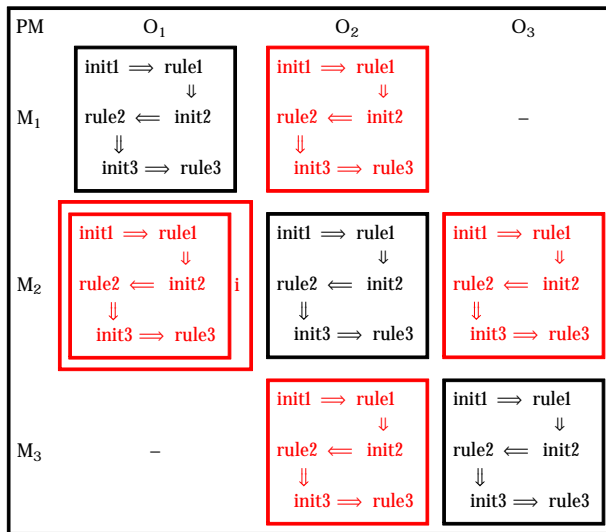 PM O₁ O₂ O₃
init1 ⟹ rule1 init1 ⟹ rule1
⇓ ⇓
M₁ rule2 ⟸ init2 rule2 ⟸ init2 –
⇓ ⇓
init3 ⟹ rule3 init3 ⟹ rule3
init1 ⟹ rule1 init1 ⟹ rule1 init1 ⟹ rule1
⇓ ⇓ ⇓
M₂ rule2 ⟸ init2 i rule2 ⟸ init2 rule2 ⟸ init2
⇓ ⇓ ⇓
init3 ⟹ rule3 init3 ⟹ rule3 init3 ⟹ rule3
init1 ⟹ rule1 init1 ⟹ rule1
⇓ ⇓
M₃ – rule2 ⟸ init2 rule2 ⟸ init2
⇓ ⇓
init3 ⟹ rule3 init3 ⟹ rule3